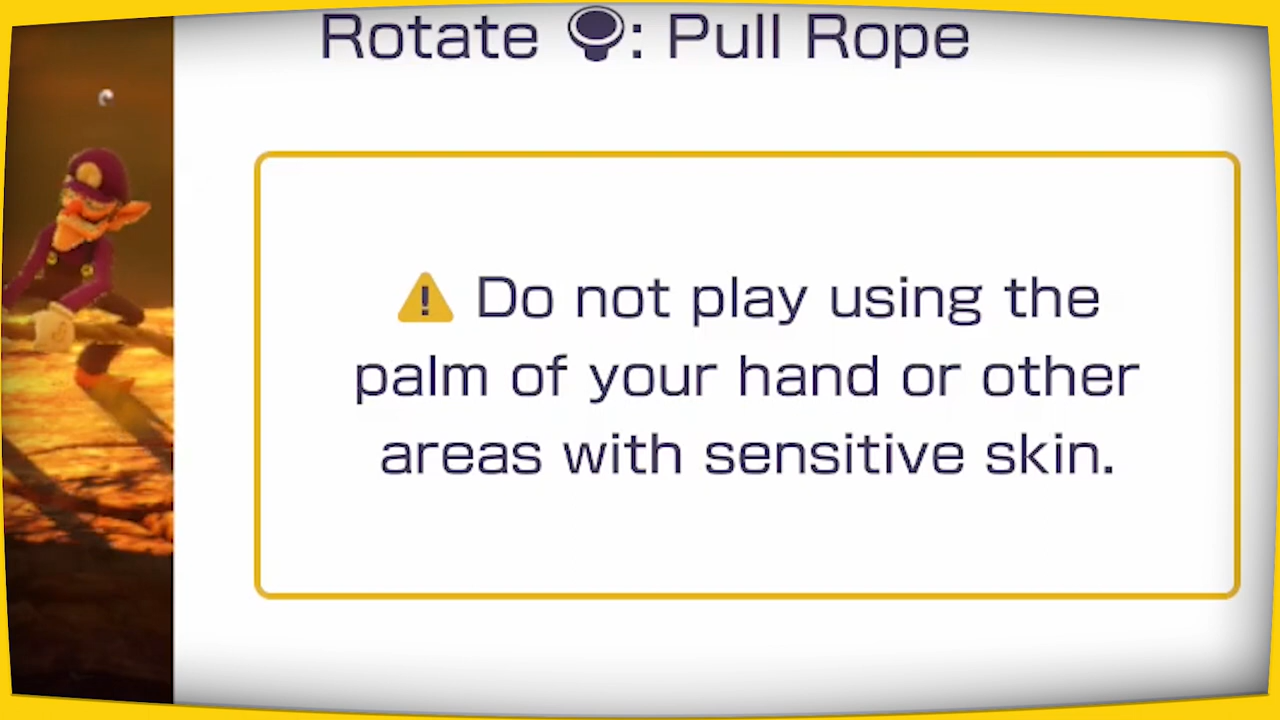 Rotate : Pull Rope
! Do not play using the
palm of your hand or other
areas with sensitive skin.